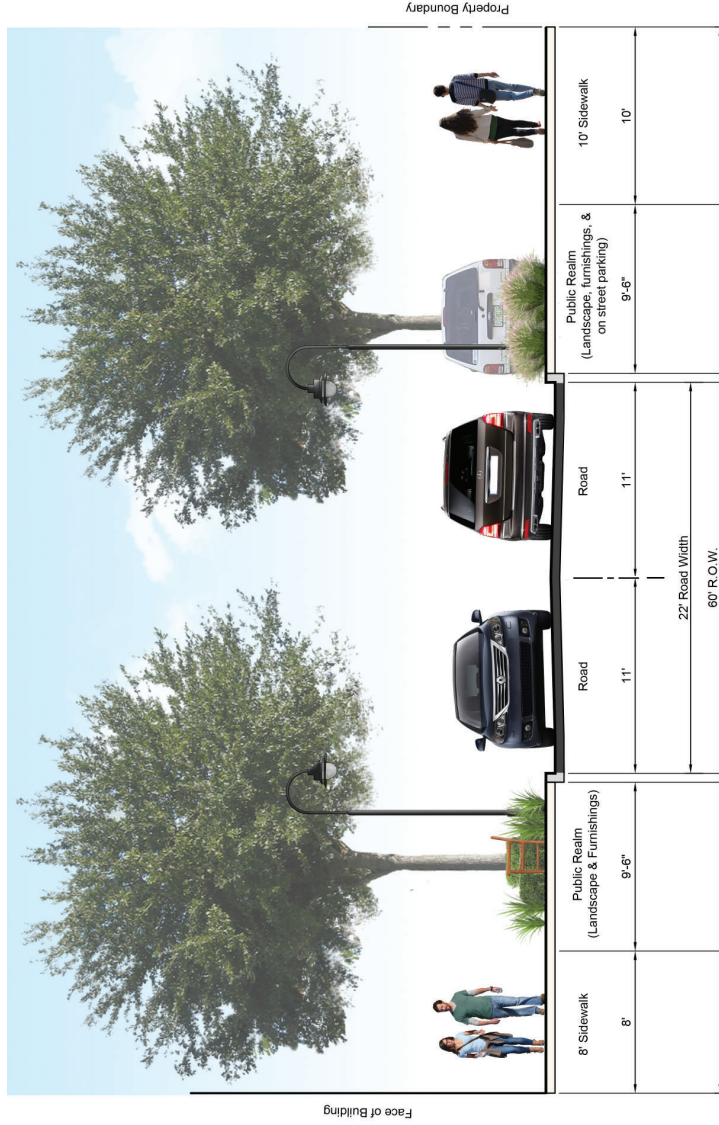 Face of Building
Property Boundary
8' Sidewalk
Public Realm
(Landscape & Furnishings)
Road
Road
Public Realm
(Landscape, furnishings, &
on street parking)
10' Sidewalk
8'
9'-6"
11'
11'
9'-6"
10'
22' Road Width
60' R.O.W.